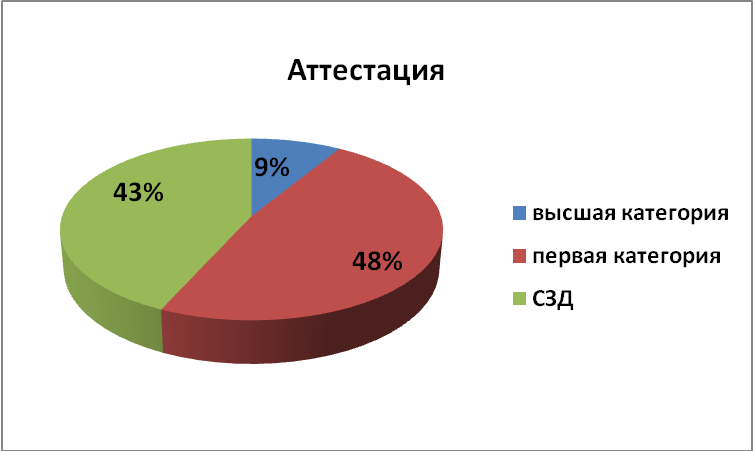 Аттестация
9%
43%
48%
высшая категория
первая категория
СЗД